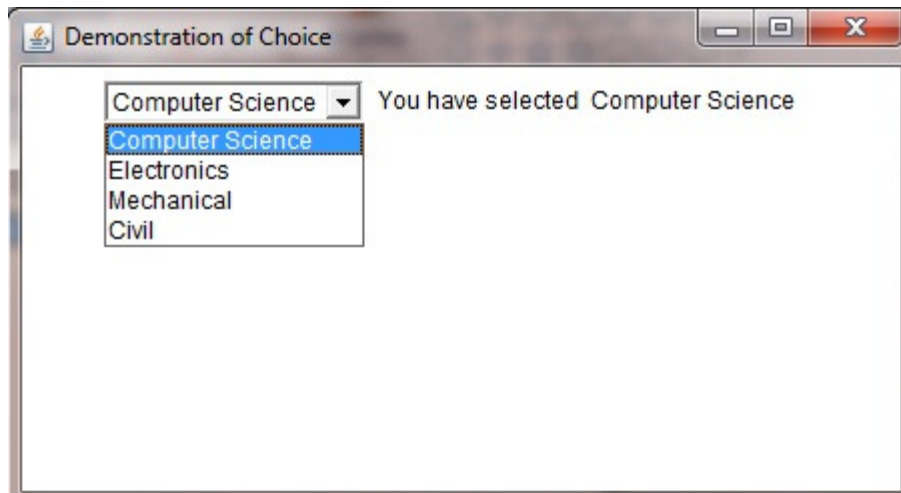 Demonstration of Choice
Computer Science You have selected Computer Science
Computer Science
Electronics
Mechanical
Civil